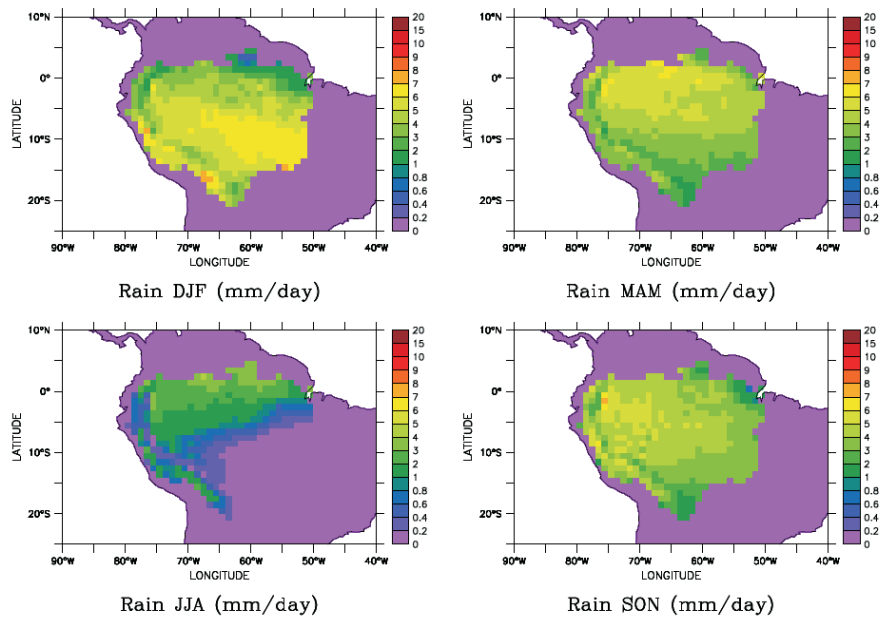 10°N
0°
10°S
20°S
LATITUDE
90°W 80°W 70°W 60°W 50°W 40°W
LONGITUDE
20
15
10
9
8
7
6
5
4
3
2
1
0.8
0.6
0.4
0.2
0
Rain DJF (mm/day)
10°N
0°
10°S
20°S
LATITUDE
90°W 80°W 70°W 60°W 50°W 40°W
LONGITUDE
20
15
10
9
8
7
6
5
4
3
2
1
0.8
0.6
0.4
0.2
0
Rain MAM (mm/day)
10°N
0°
10°S
20°S
LATITUDE
90°W 80°W 70°W 60°W 50°W 40°W
LONGITUDE
20
15
10
9
8
7
6
5
4
3
2
1
0.8
0.6
0.4
0.2
0
Rain JJA (mm/day)
10°N
0°
10°S
20°S
LATITUDE
90°W 80°W 70°W 60°W 50°W 40°W
LONGITUDE
20
15
10
9
8
7
6
5
4
3
2
1
0.8
0.6
0.4
0.2
0
Rain SON (mm/day)